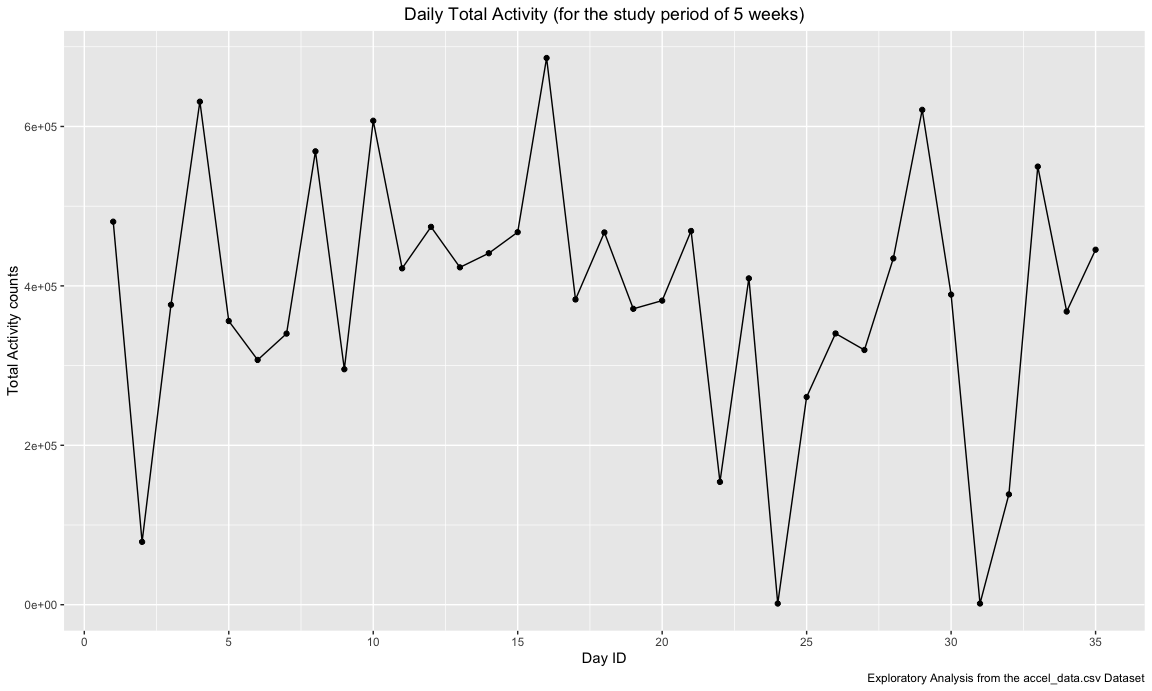 Daily Total Activity (for the study period of 5 weeks)
Total Activity counts
6e+05
4e+05
2e+05
0e+00
0 5 10 15 20 25 30 35
Day ID
Exploratory Analysis from the accel_data.csv Dataset